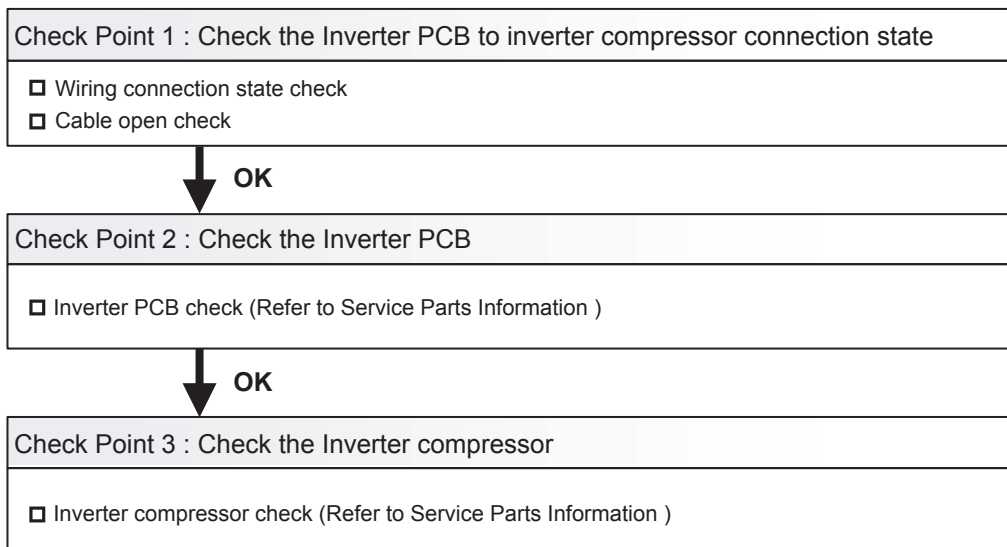 Check Point 1 : Check the Inverter PCB to inverter compressor connection state
Wiring connection state check
Cable open check
OK
Check Point 2 : Check the Inverter PCB
Inverter PCB check (Refer to Service Parts Information )
OK
Check Point 3 : Check the Inverter compressor
Inverter compressor check (Refer to Service Parts Information )